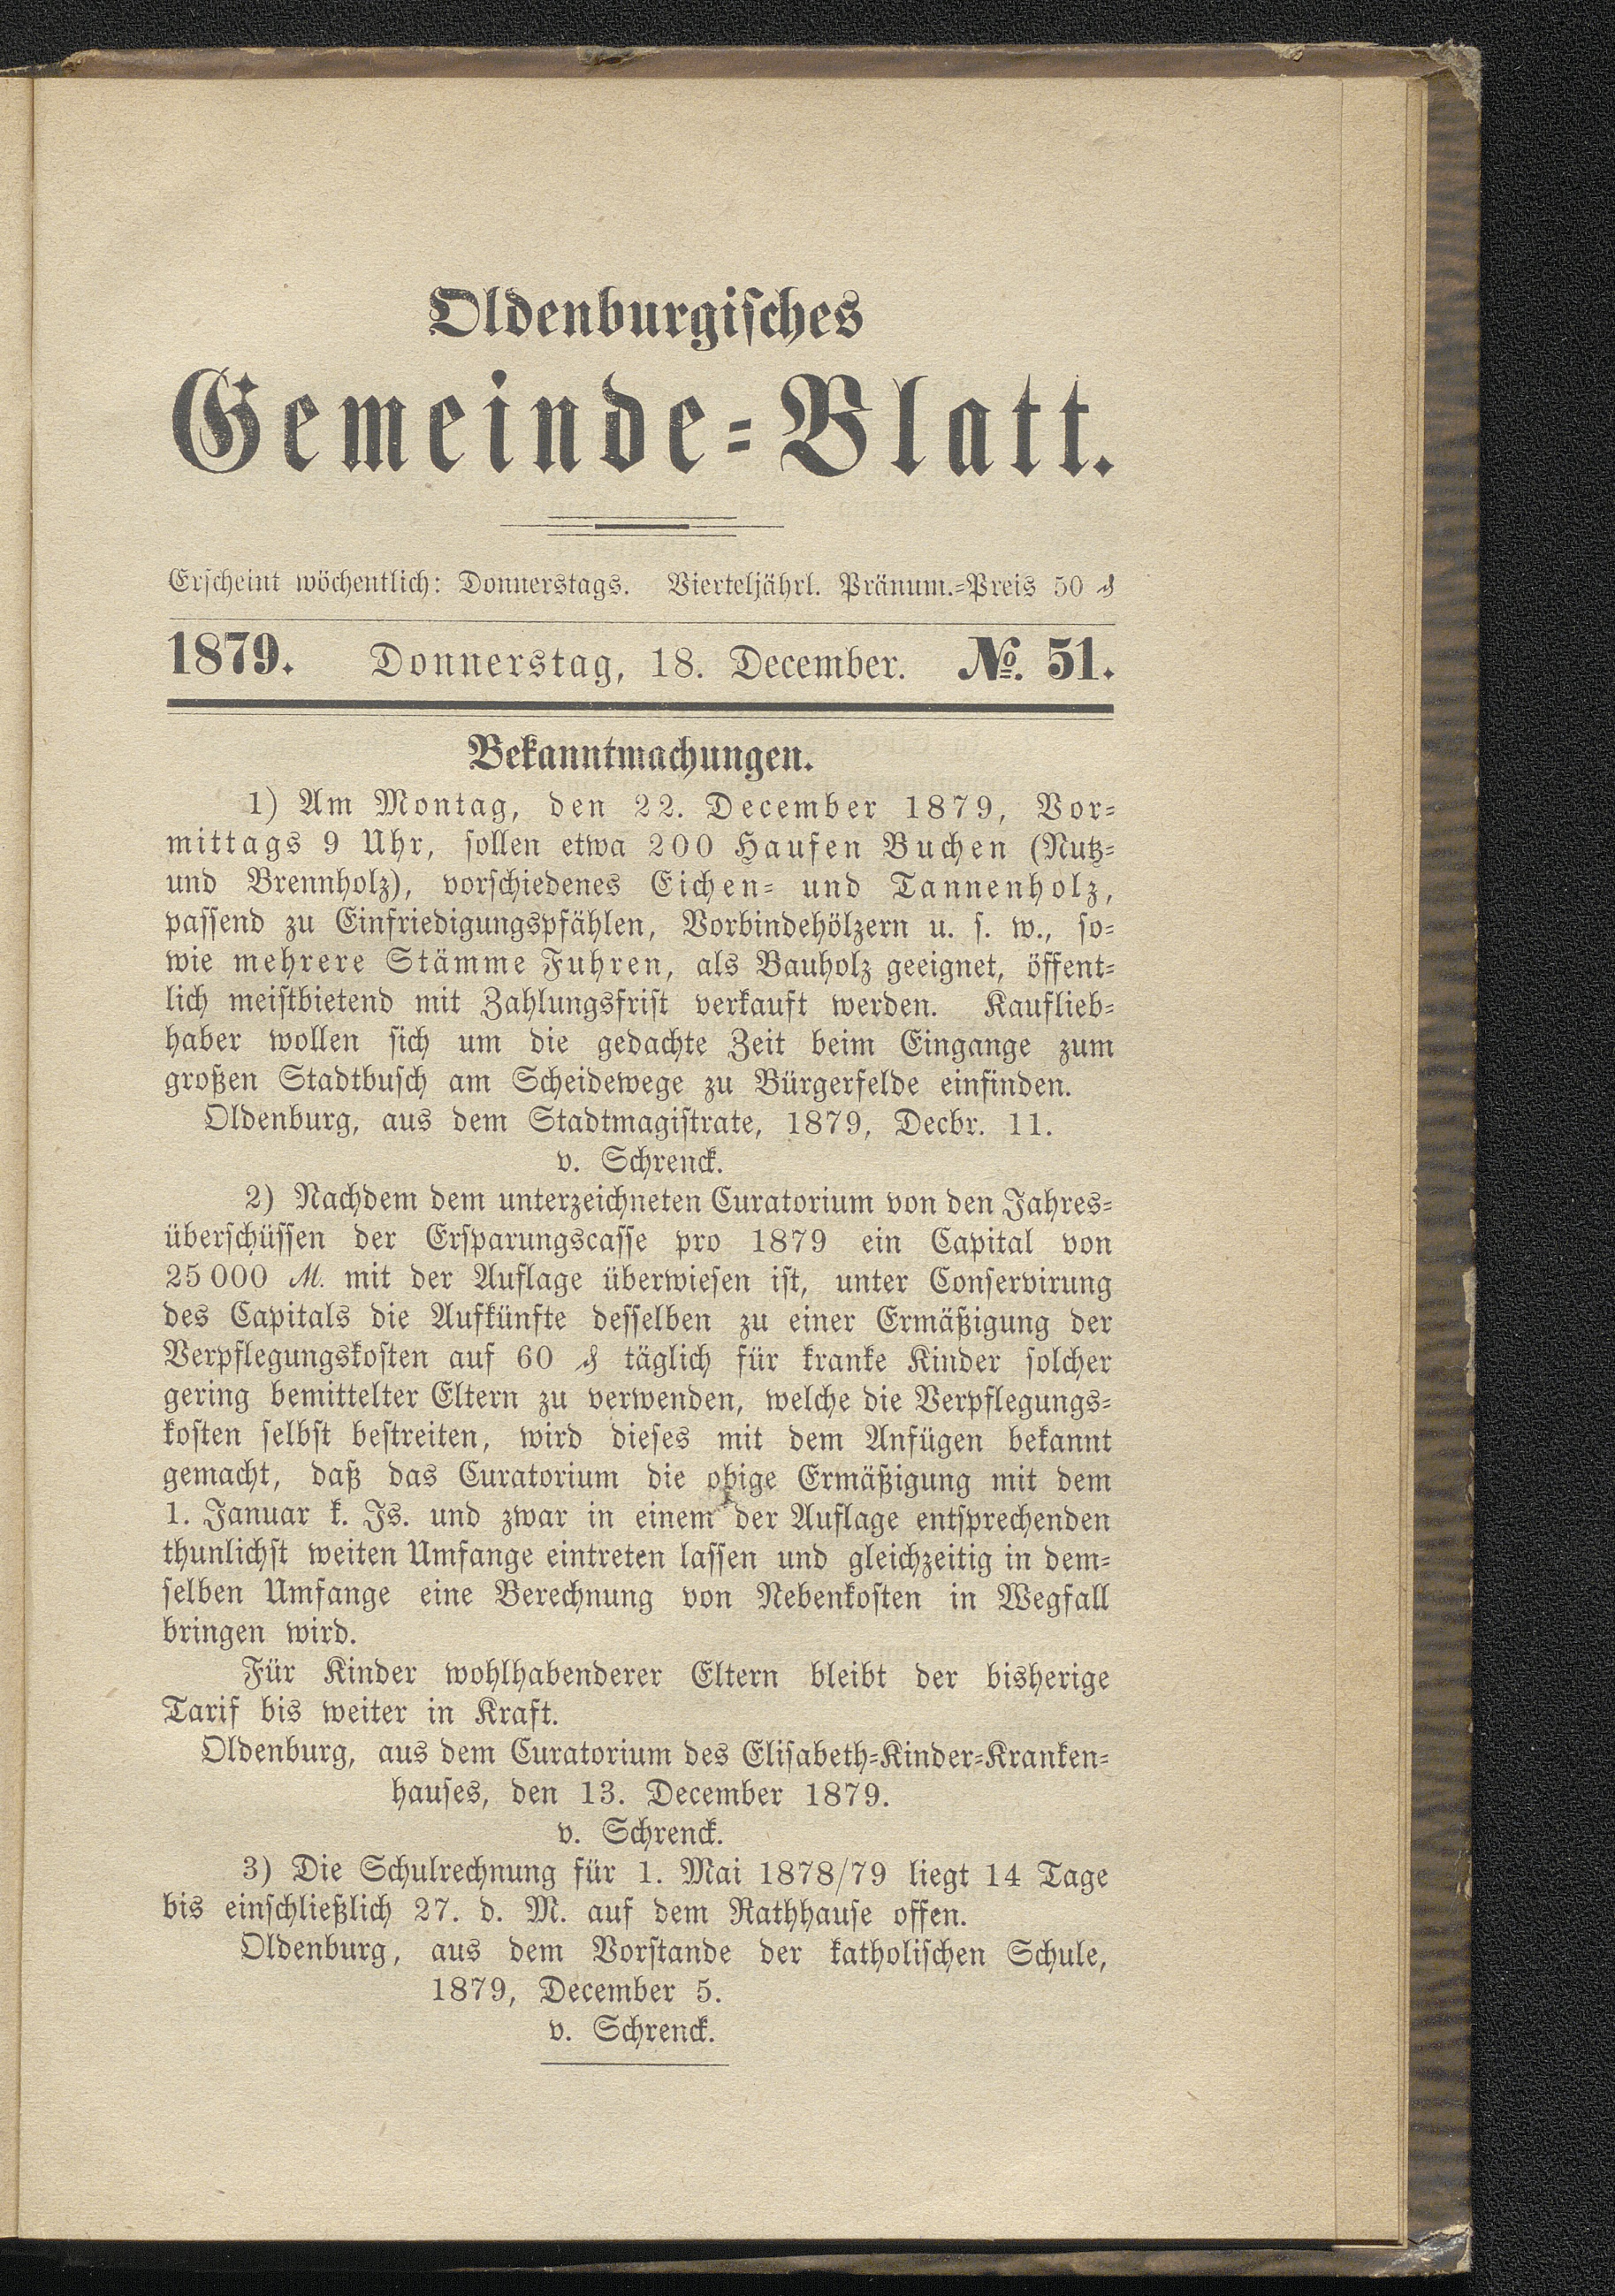 Oldenburgisches
Gemeinde-Blatt.
Erscheint wöchentlich: Donnerstags. Vierteljährl. Pränum.-Preis 50 ₰
1879. Donnerstag, 18. December. №. 51.
Bekanntmachungen.
1) Am Montag, den 22. December 1879, Vor-
mittags 9 Uhr, sollen etwa 200 Haufen Buchen (Nutz-
und Brennholz), vorschiedenes Eichen- und Tannenholz,
passend zu Einfriedigungspfählen, Vorbindehölzern u. s. w., so-
wie mehrere Stämme Fuhren, als Bauholz geeignet, öffent-
lich meistbietend mit Zahlungsfrist verkauft werden. Kauflieb-
haber wollen sich um die gedachte Zeit beim Eingange zum
großen Stadtbusch am Scheidewege zu Bürgerfelde einfinden.
Oldenburg, aus dem Stadtmagistrate, 1879, Decbr. 11.
v. Schrenck.
2) Nachdem dem unterzeichneten Curatorium von den Jahres-
überschüssen der Ersparungscasse pro 1879 ein Capital von
25 000 ℳ. mit der Auflage überwiesen ist, unter Conservirung
des Capitals die Aufkünfte desselben zu einer Ermäßigung der
Verpflegungskosten auf 60 ₰ täglich für kranke Kinder solcher
gering bemittelter Eltern zu verwenden, welche die Verpflegungs-
kosten selbst bestreiten, wird dieses mit dem Anfügen bekannt
gemacht, daß das Curatorium die obige Ermäßigung mit dem
1. Januar k. Js. und zwar in einem der Auflage entsprechenden
thunlichst weiten Umfange eintreten lassen und gleichzeitig in dem-
selben Umfange eine Berechnung von Nebenkosten in Wegfall
bringen wird.
Für Kinder wohlhabenderer Eltern bleibt der bisherige
Tarif bis weiter in Kraft.
Oldenburg, aus dem Curatorium des Elisabeth-Kinder-Kranken-
hauses, den 13. December 1879.
v. Schrenck.
3) Die Schulrechnung für 1. Mai 1878/79 liegt 14 Tage
bis einschließlich 27. d. M. auf dem Rathhause offen.
Oldenburg, aus dem Vorstande der katholischen Schule,
1879, December 5.
v. Schrenck.